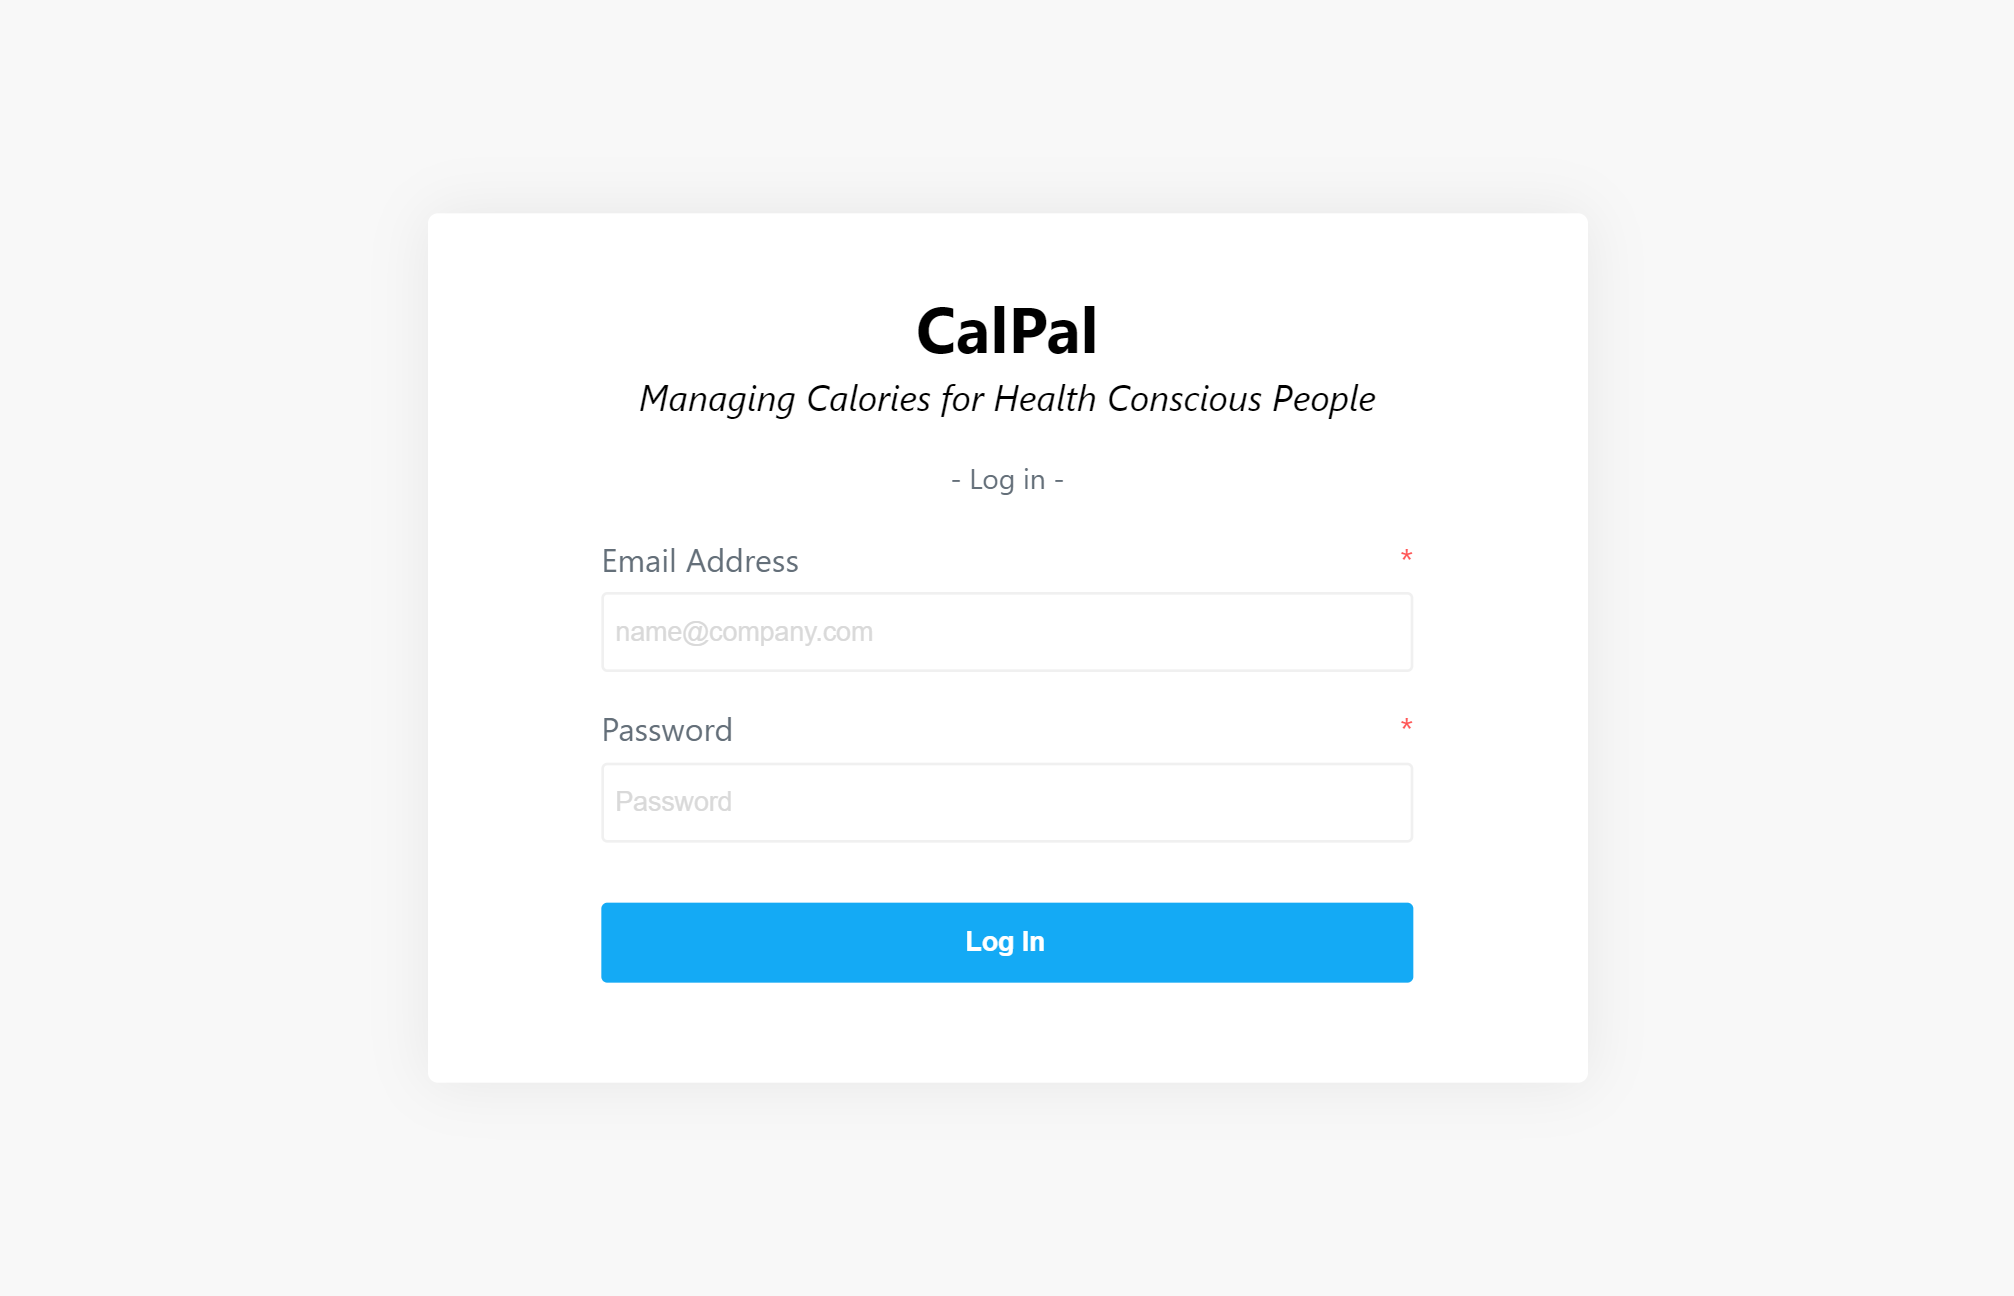 CalPal
Managing Calories for Health Conscious People
- Log in -
Email Address *
name@company.com
Password *
Password
Log In